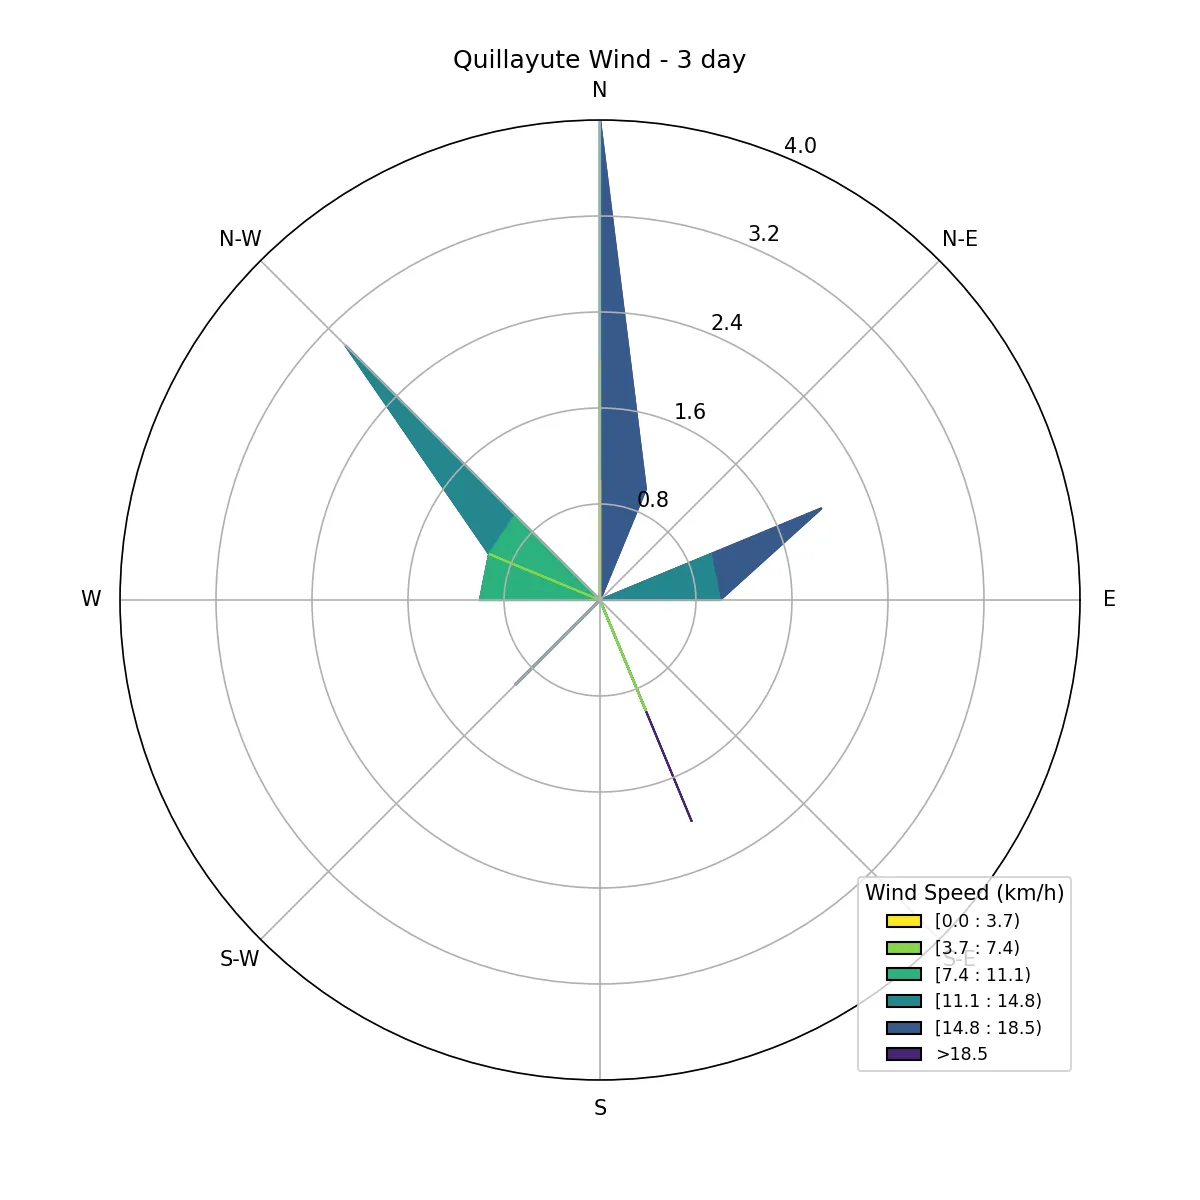 Quillayute Wind - 3 day
N
4.0
N-W
3.2
N-E
2.4
1.6
0.8
W
E
Wind Speed (km/h)
[0.0 : 3.7)
[3.7 : 7.4)
S-W
S-E
[7.4 : 11.1)
[11.1 : 14.8)
[14.8 : 18.5)
>18.5
S